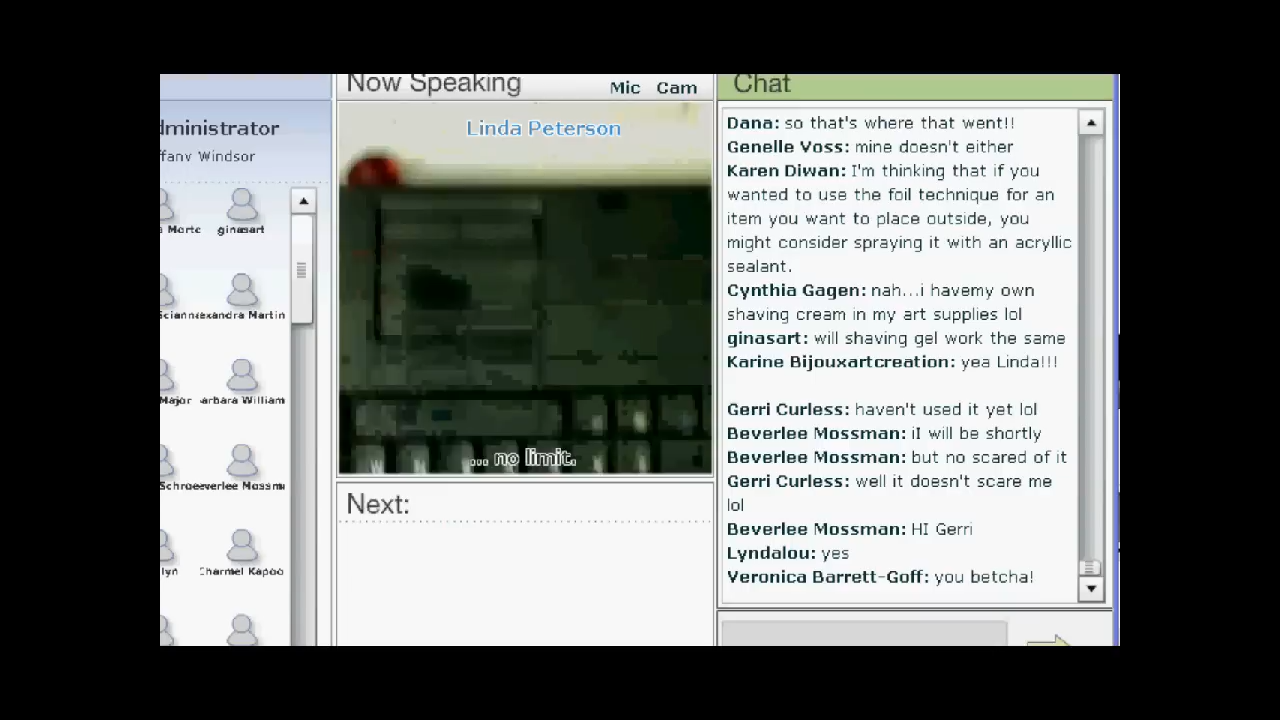 Now Speaking
Mic Cam
Linda Peterson
... no limit.
Next:
dministrator
ffany Windsor
ginasart
exandra Martin
Major
arbara William
everlee Mossm
lyn
Charmel Kapoo
Chat
Dana: so that's where that went!!
Genelle Voss: mine doesn't either
Karen Diwan: I'm thinking that if you
wanted to use the foil technique for an
item you want to place outside, you
might consider spraying it with an acryllic
sealant.
Cynthia Gagen: nah...i havemy own
shaving cream in my art supplies lol
ginasart: will shaving gel work the same
Karine Bijouxartcreation: yea Linda!!!
Gerri Curless: haven't used it yet lol
Beverlee Mossman: iI will be shortly
Beverlee Mossman: but no scared of it
Gerri Curless: well it doesn't scare me
lol
Beverlee Mossman: HI Gerri
Lyndalou: yes
Veronica Barrett-Goff: you betcha!